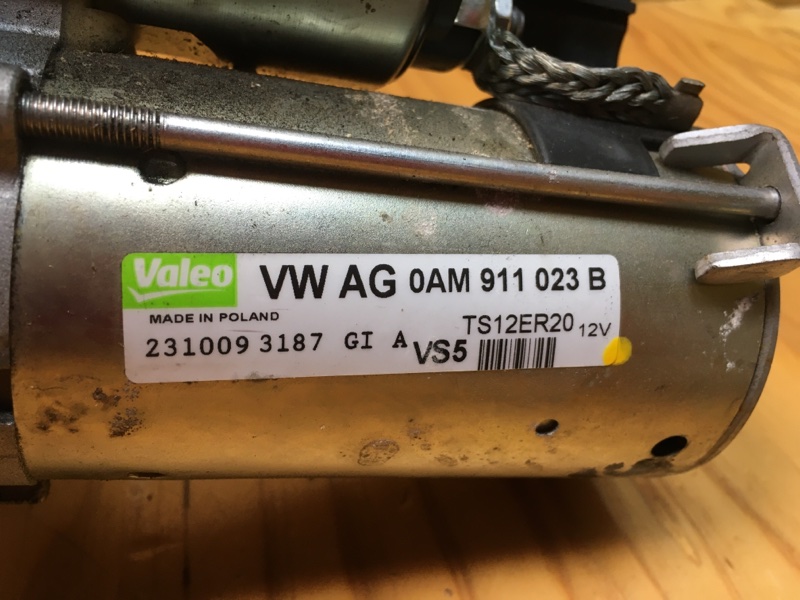 Valeo
VW AG 0AM 911 023 B
MADE IN POLAND
TS12ER20 12V
231009 3187 GI A VS5